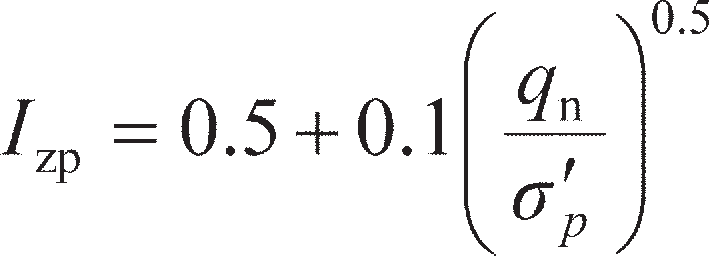 I_zp = 0.5 + 0.1 (q_n / σ′_p)^0.5